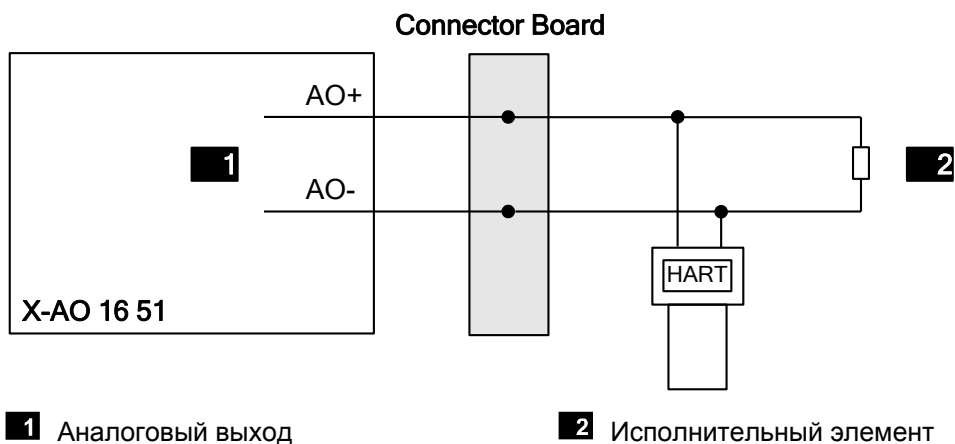 Connector Board
AO+
1
2
AO-
HART
X-AO 16 51
1 Аналоговый выход
2 Исполнительный элемент